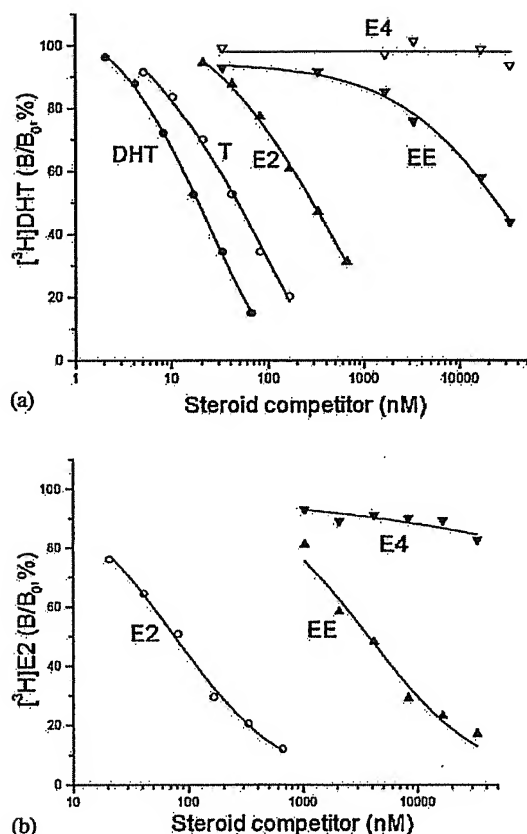 E4
100
80
60
40
20
0
[³H]DHT (B/B₀, %)
DHT
T
E2
EE
1
10
100
1000
10000
(a)
Steroid competitor (nM)
100
80
60
40
20
0
[³H]E2 (B/B₀, %)
E4
E2
EE
10
100
1000
10000
(b)
Steroid competitor (nM)